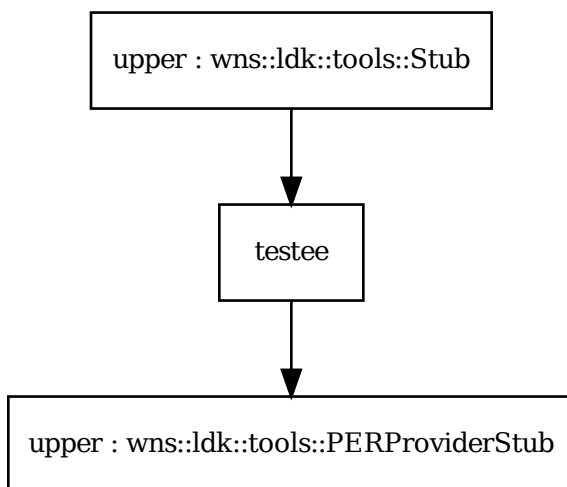 upper : wns::ldk::tools::Stub
testee
upper : wns::ldk::tools::PERProviderStub